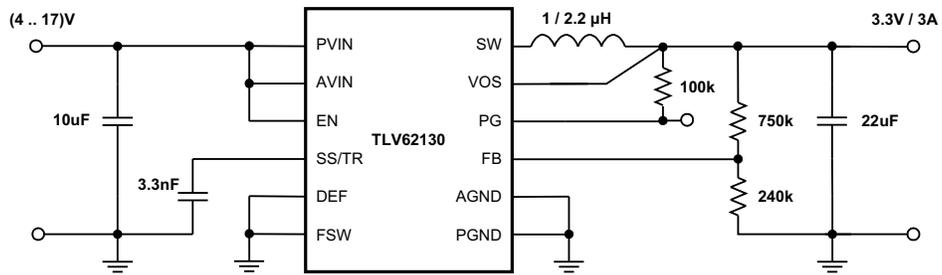 (4 .. 17)V
1 / 2.2 µH
3.3V / 3A
PVIN
SW
AVIN
VOS
100k
10uF
EN
PG
750k
22uF
TLV62130
SS/TR
FB
3.3nF
DEF
AGND
240k
FSW
PGND